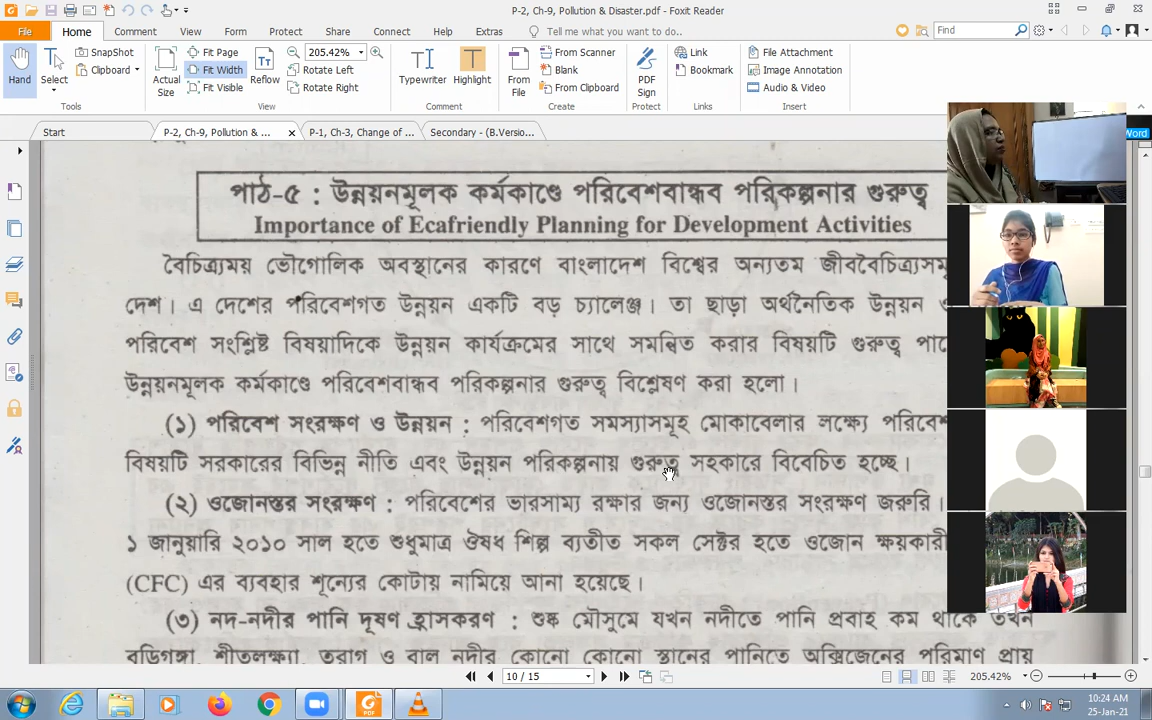 P-2, Ch-9, Pollution & Disaster.pdf - Foxit Reader
File Home Comment View Form Protect Share Connect Help Extras Tell me what you want to do.. Find
Hand
Select
SnapShot
Clipboard
Tools
Actual Size
Fit Page
Fit Width
Fit Visible
Reflow
205.42%
Rotate Left
Rotate Right
View
Typewriter
Highlight
Comment
From File
From Scanner
Blank
From Clipboard
Create
PDF Sign
Protect
Link
Bookmark
Links
File Attachment
Image Annotation
Audio & Video
Insert
Word
Start P-2, Ch-9, Pollution & ... P-1, Ch-3, Change of ... Secondary - (B.Versio...
পাঠ-৫ : উন্নয়নমূলক কর্মকাণ্ডে পরিবেশবান্ধব পরিকল্পনার গুরুত্ব
Importance of Ecafriendly Planning for Development Activities
বৈচিত্র্যময় ভৌগোলিক অবস্থানের কারণে বাংলাদেশ বিশ্বের অন্যতম জীববৈচিত্র্যসম
দেশ। এ দেশের পরিবেশগত উন্নয়ন একটি বড় চ্যালেঞ্জ। তা ছাড়া অর্থনৈতিক উন্নয়ন
পরিবেশ সংশ্লিষ্ট বিষয়াদিকে উন্নয়ন কার্যক্রমের সাথে সমন্বিত করার বিষয়টি গুরুত্ব পা
উন্নয়নমূলক কর্মকাণ্ডে পরিবেশবান্ধব পরিকল্পনার গুরুত্ব বিশ্লেষণ করা হলো।
(১) পরিবেশ সংরক্ষণ ও উন্নয়ন : পরিবেশগত সমস্যাসমূহ মোকাবেলার লক্ষ্যে পরিবেশ
বিষয়টি সরকারের বিভিন্ন নীতি এবং উন্নয়ন পরিকল্পনায় গুরুত্ব সহকারে বিবেচিত হচ্ছে।
(২) ওজোনস্তর সংরক্ষণ : পরিবেশের ভারসাম্য রক্ষার জন্য ওজোনস্তর সংরক্ষণ জরুরি।
১ জানুয়ারি ২০১০ সাল হতে শুধুমাত্র ঔষধ শিল্প ব্যতীত সকল সেক্টর হতে ওজোন ক্ষয়কারী
(CFC) এর ব্যবহার শূন্যের কোটায় নামিয়ে আনা হয়েছে।
(৩) নদ-নদীর পানি দূষণ হ্রাসকরণ : শুষ্ক মৌসুমে যখন নদীতে পানি প্রবাহ কম থাকে তখন
বুড়িগঙ্গা, শীতলক্ষ্যা, তুরাগ ও বালু নদীর কোনো কোনো স্থানের পানিতে অক্সিজেনের পরিমাণ প্রায়
10 / 15 205.42%
10:24 AM
25-Jan-21